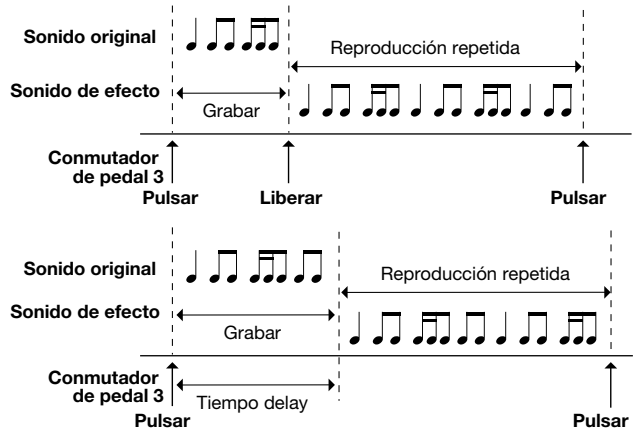 Sonido original
Reproducción repetida
Sonido de efecto
Grabar
Conmutador
de pedal 3
Pulsar
Liberar
Pulsar
Sonido original
Reproducción repetida
Sonido de efecto
Grabar
Conmutador
de pedal 3
Tiempo delay
Pulsar
Pulsar